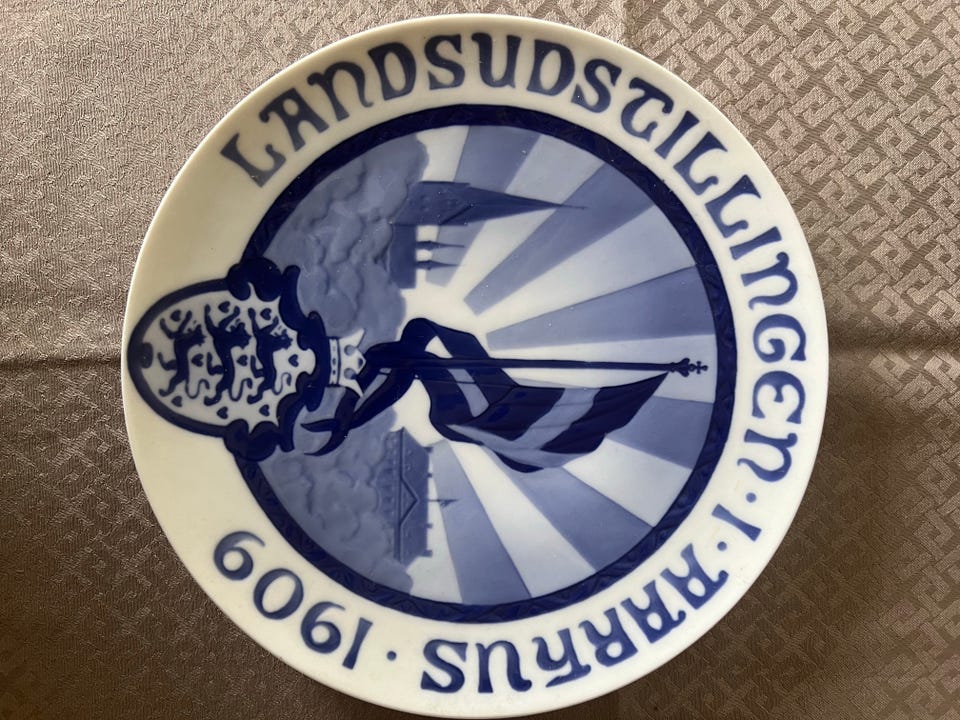 LANDSUDSTILLINGEN · I · AARHUS · 1909